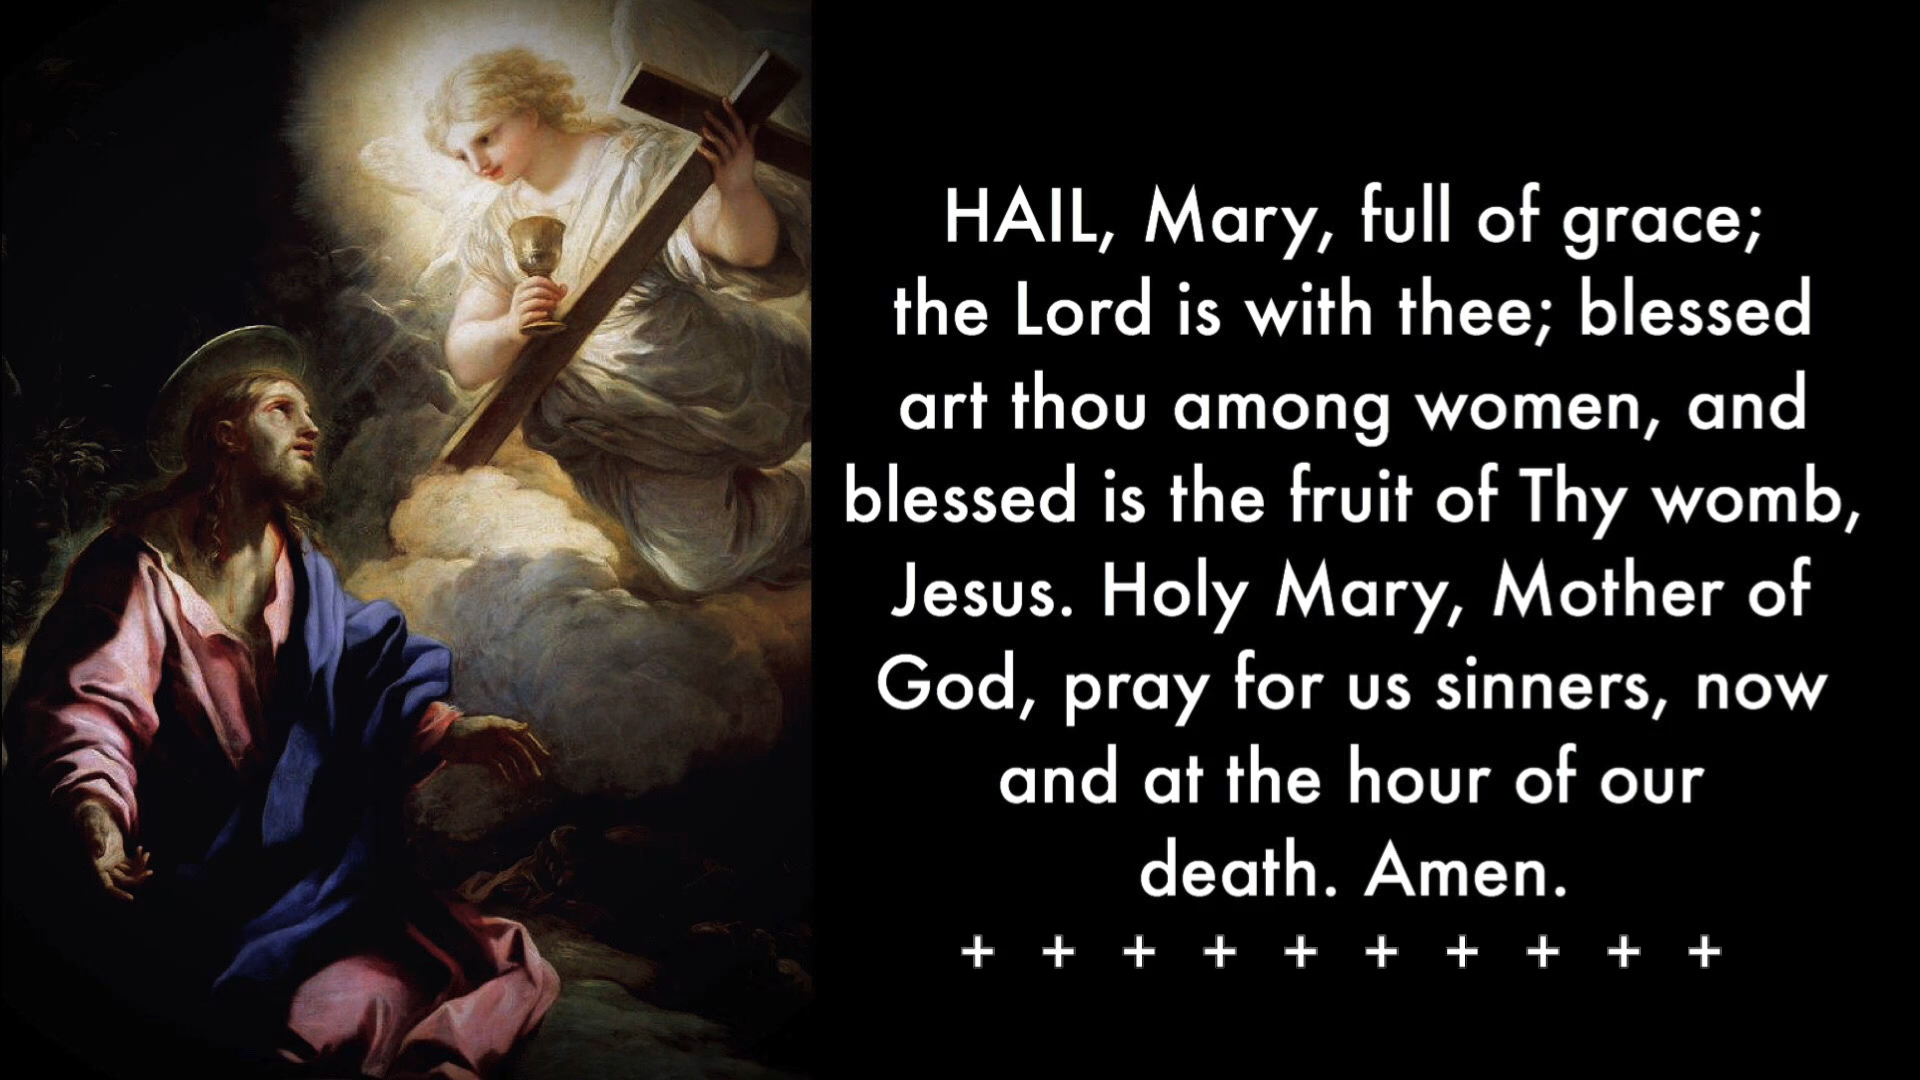 HAIL, Mary, full of grace;
the Lord is with thee; blessed
art thou among women, and
blessed is the fruit of Thy womb,
Jesus. Holy Mary, Mother of
God, pray for us sinners, now
and at the hour of our
death. Amen.
+ + + + + + + + + +